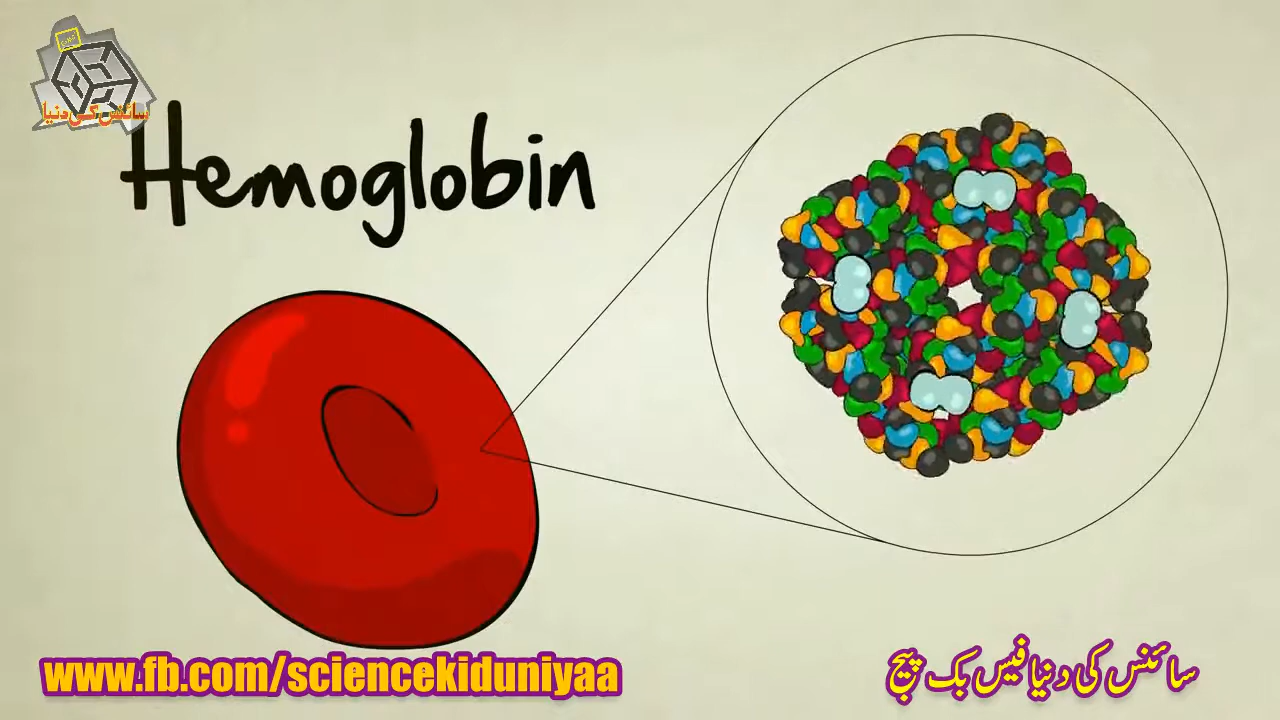 سائنس کی دنیا
Hemoglobin
www.fb.com/sciencekiduniyaa
سائنس کی دنیا فیس بک پیج